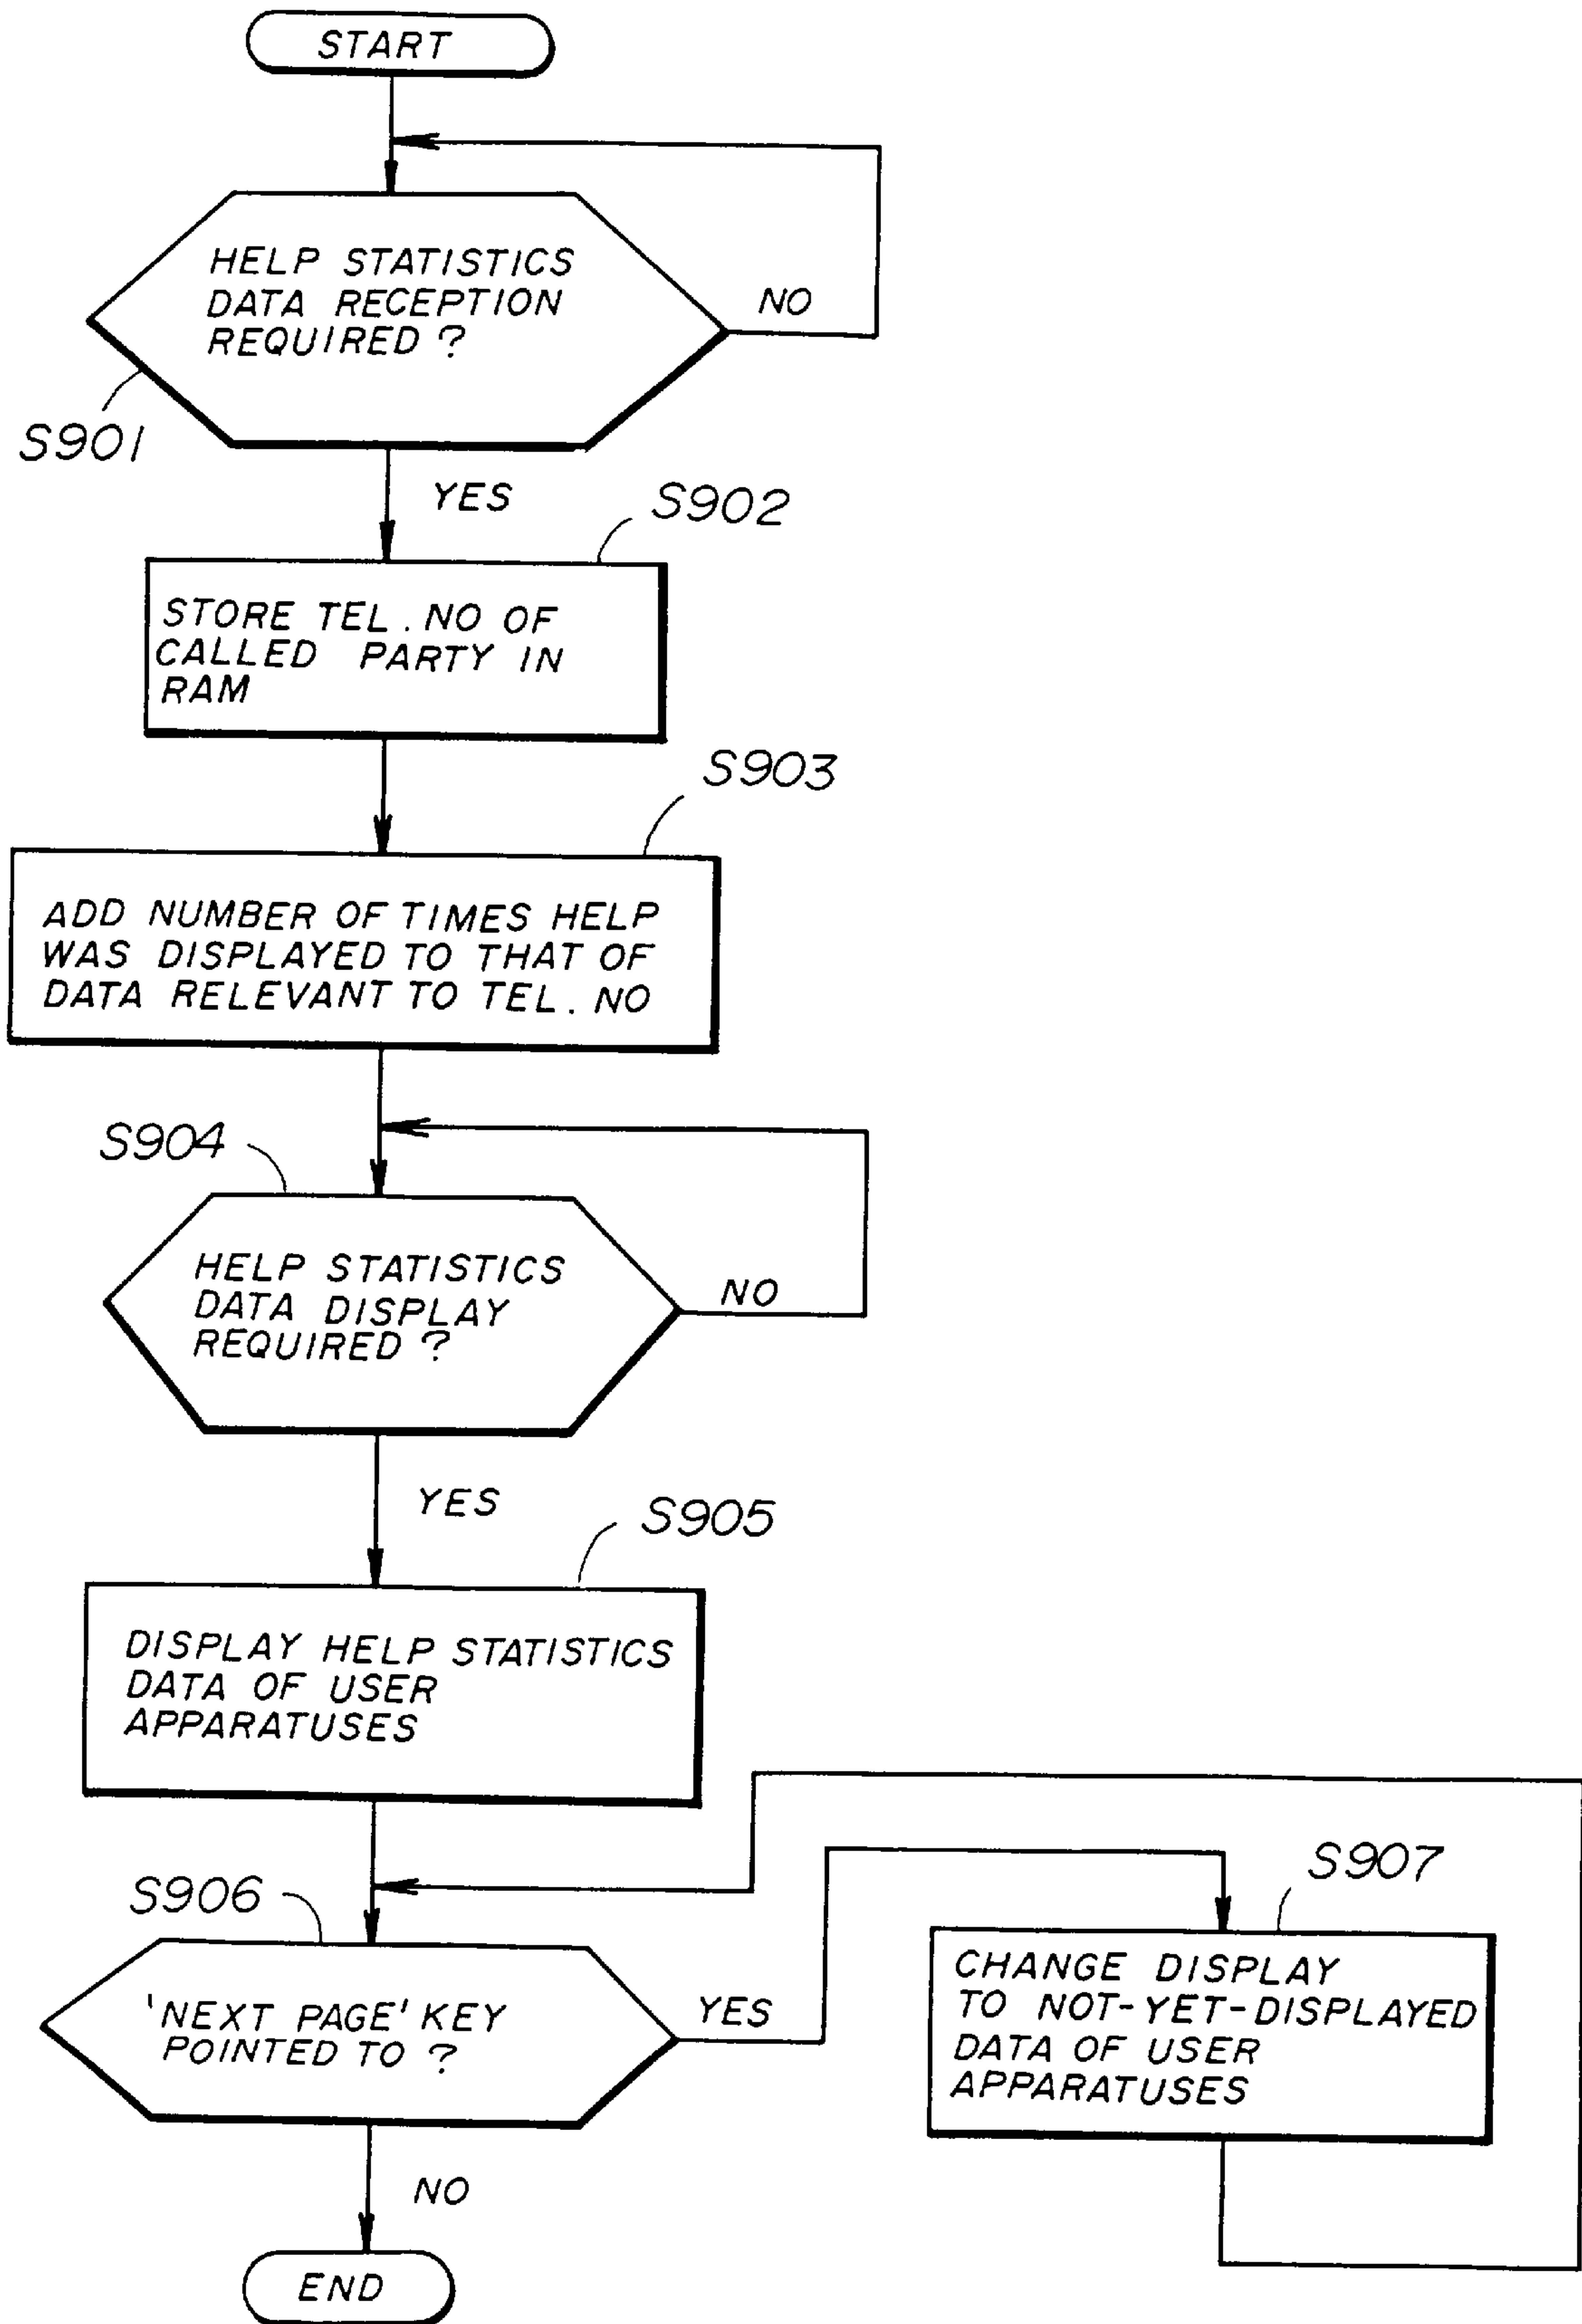 START
HELP STATISTICS
DATA RECEPTION
REQUIRED ?
NO
S901
YES
S902
STORE TEL. NO OF
CALLED PARTY IN
RAM
S903
ADD NUMBER OF TIMES HELP
WAS DISPLAYED TO THAT OF
DATA RELEVANT TO TEL. NO
S904
HELP STATISTICS
DATA DISPLAY
REQUIRED ?
NO
YES
S905
DISPLAY HELP STATISTICS
DATA OF USER
APPARATUSES
S906
'NEXT PAGE' KEY
POINTED TO ?
YES
S907
CHANGE DISPLAY
TO NOT-YET-DISPLAYED
DATA OF USER
APPARATUSES
NO
END